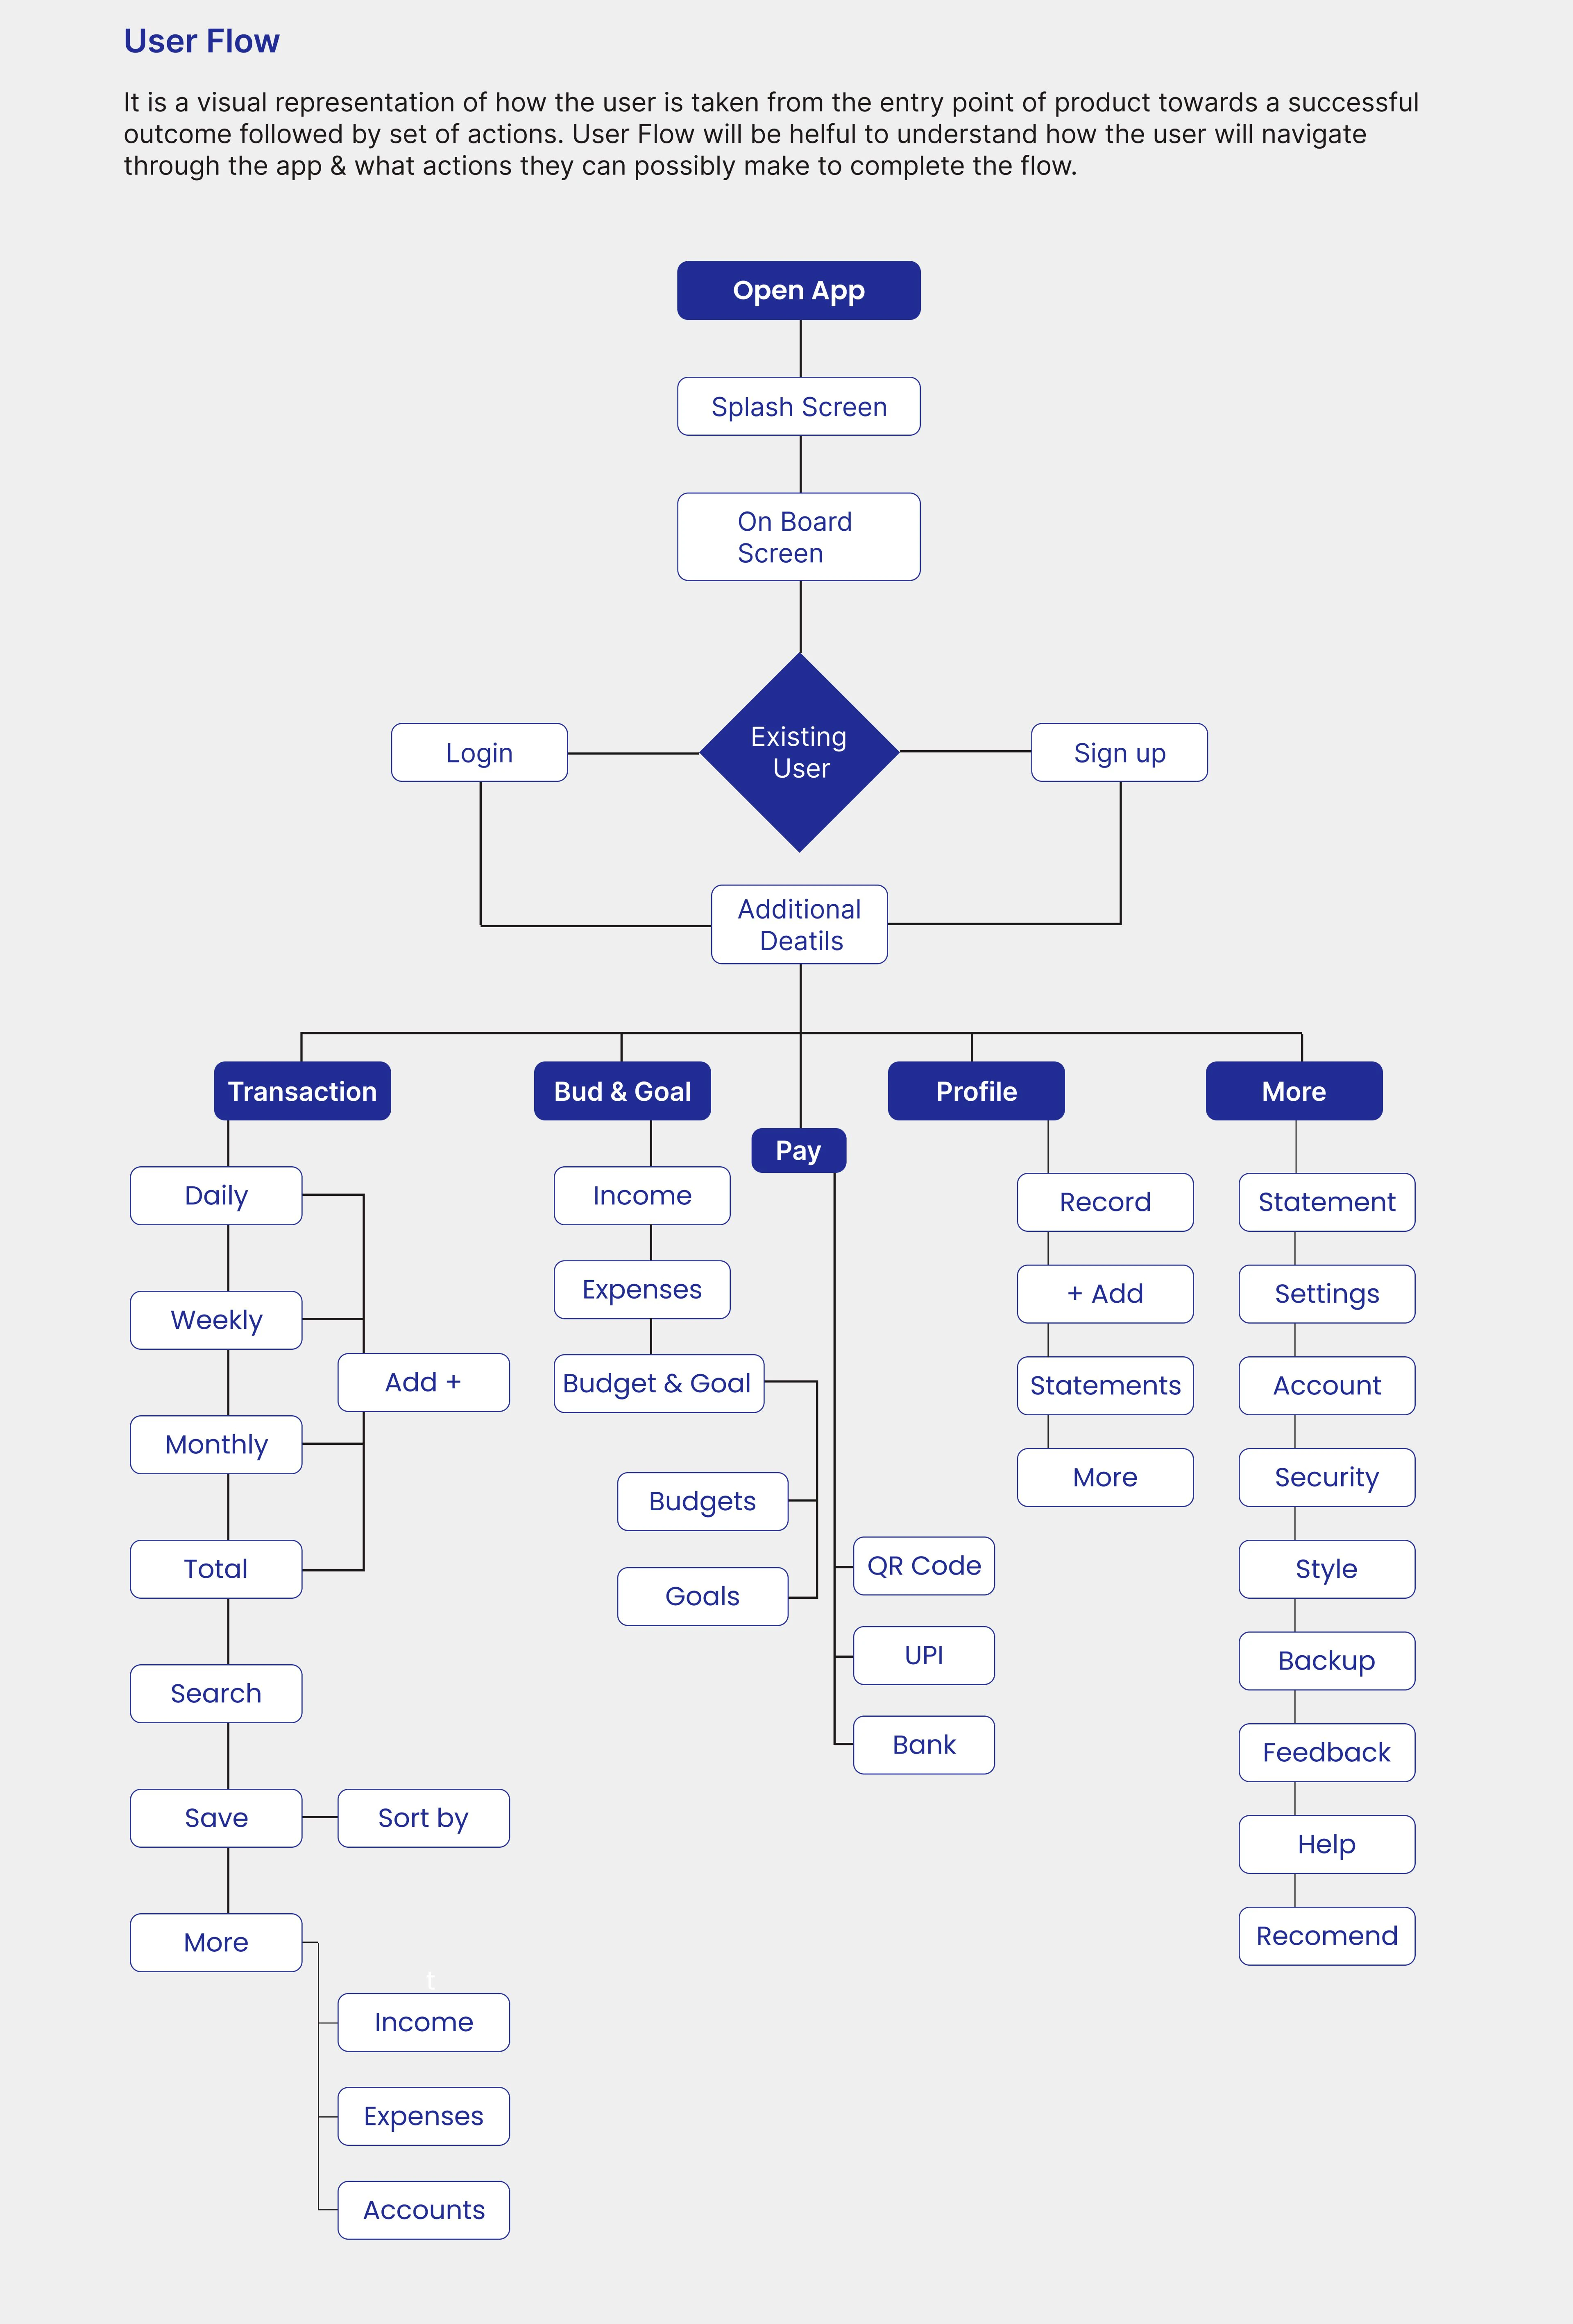 User Flow
It is a visual representation of how the user is taken from the entry point of product towards a successful
outcome followed by set of actions. User Flow will be helful to understand how the user will navigate
through the app & what actions they can possibly make to complete the flow.
Open App
Splash Screen
On Board
Screen
Existing
User
Login
Sign up
Additional
Deatils
Transaction
Daily
Weekly
Add +
Monthly
Total
Search
Save
Sort by
More
t
Income
Expenses
Accounts
Bud & Goal
Income
Expenses
Budget & Goal
Budgets
Goals
Pay
QR Code
UPI
Bank
Profile
Record
+ Add
Statements
More
More
Statement
Settings
Account
Security
Style
Backup
Feedback
Help
Recomend